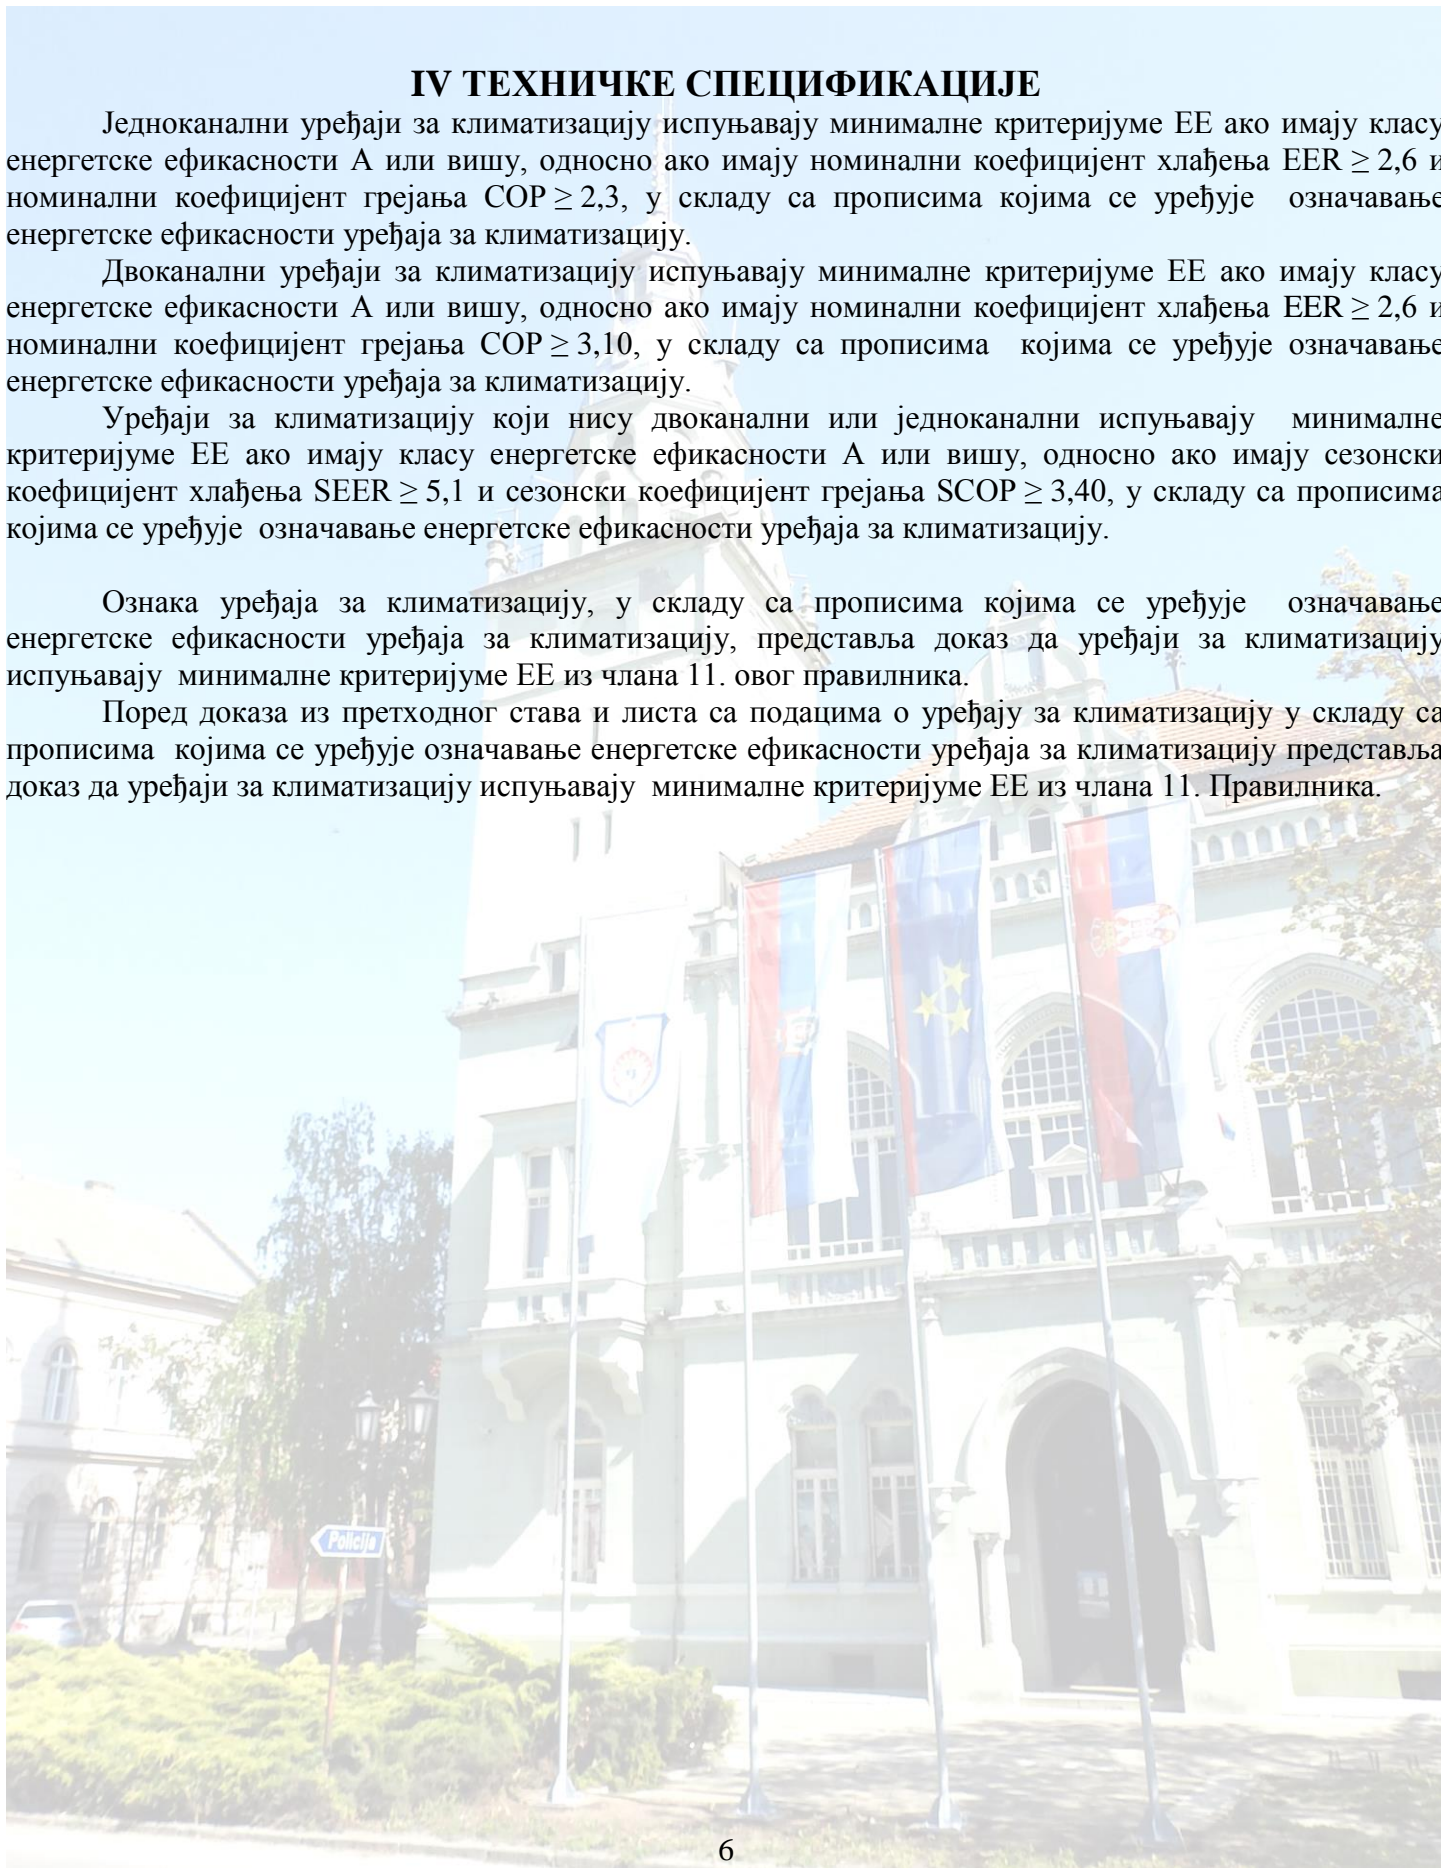 IV ТЕХНИЧКЕ СПЕЦИФИКАЦИЈЕ
Једноканални уређаји за климатизацију испуњавају минималне критеријуме ЕЕ ако имају класу
енергетске ефикасности А или вишу, односно ако имају номинални коефицијент хлађења EER ≥ 2,6 и
номинални коефицијент грејања COP ≥ 2,3, у складу са прописима којима се уређује означавање
енергетске ефикасности уређаја за климатизацију.
Двоканални уређаји за климатизацију испуњавају минималне критеријуме ЕЕ ако имају класу
енергетске ефикасности А или вишу, односно ако имају номинални коефицијент хлађења EER ≥ 2,6 и
номинални коефицијент грејања COP ≥ 3,10, у складу са прописима којима се уређује означавање
енергетске ефикасности уређаја за климатизацију.
Уређаји за климатизацију који нису двоканални или једноканални испуњавају минималне
критеријуме ЕЕ ако имају класу енергетске ефикасности А или вишу, односно ако имају сезонски
коефицијент хлађења SEER ≥ 5,1 и сезонски коефицијент грејања SCOP ≥ 3,40, у складу са прописима
којима се уређује означавање енергетске ефикасности уређаја за климатизацију.
Ознака уређаја за климатизацију, у складу са прописима којима се уређује означавање
енергетске ефикасности уређаја за климатизацију, представља доказ да уређаји за климатизацију
испуњавају минималне критеријуме ЕЕ из члана 11. овог правилника.
Поред доказа из претходног става и листа са подацима о уређају за климатизацију у складу са
прописима којима се уређује означавање енергетске ефикасности уређаја за климатизацију представља
доказ да уређаји за климатизацију испуњавају минималне критеријуме ЕЕ из члана 11. Правилника.
Policija
6